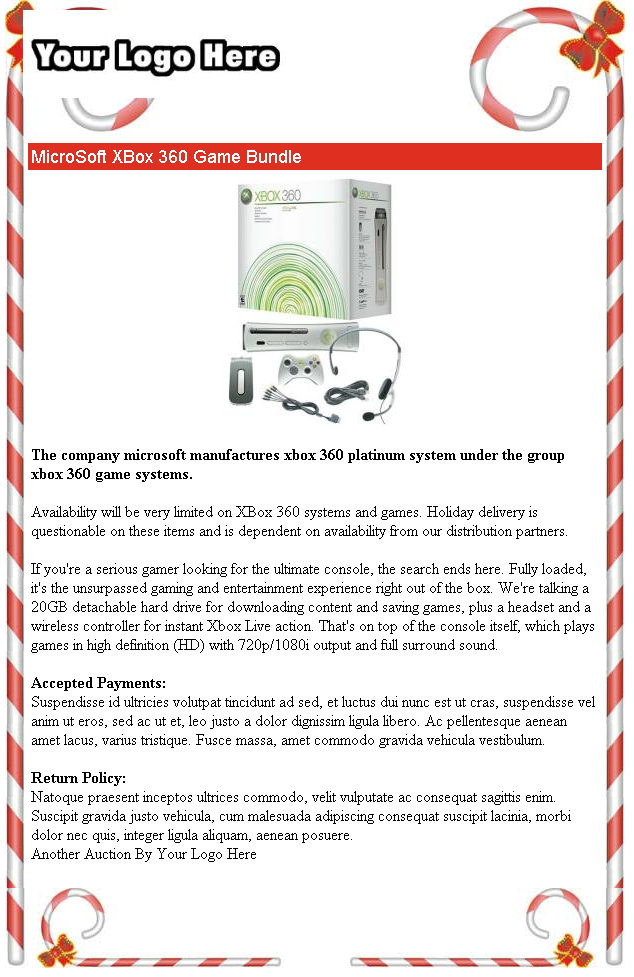 Your Logo Here
MicroSoft XBox 360 Game Bundle
XBOX 360
The company microsoft manufactures xbox 360 platinum system under the group
xbox 360 game systems.
Availability will be very limited on XBox 360 systems and games. Holiday delivery is
questionable on these items and is dependent on availability from our distribution partners.
If you're a serious gamer looking for the ultimate console, the search ends here. Fully loaded,
it's the unsurpassed gaming and entertainment experience right out of the box. We're talking a
20GB detachable hard drive for downloading content and saving games, plus a headset and a
wireless controller for instant Xbox Live action. That's on top of the console itself, which plays
games in high definition (HD) with 720p/1080i output and full surround sound.
Accepted Payments:
Suspendisse id ultricies volutpat tincidunt ad sed, et luctus dui nunc est ut cras, suspendisse vel
anim ut eros, sed ac ut et, leo justo a dolor dignissim ligula libero. Ac pellentesque aenean
amet lacus, varius tristique. Fusce massa, amet commodo gravida vehicula vestibulum.
Return Policy:
Natoque praesent inceptos ultrices commodo, velit vulputate ac consequat sagittis enim.
Suscipit gravida justo vehicula, cum malesuada adipiscing consequat suscipit lacinia, morbi
dolor nec quis, integer ligula aliquam, aenean posuere.
Another Auction By Your Logo Here